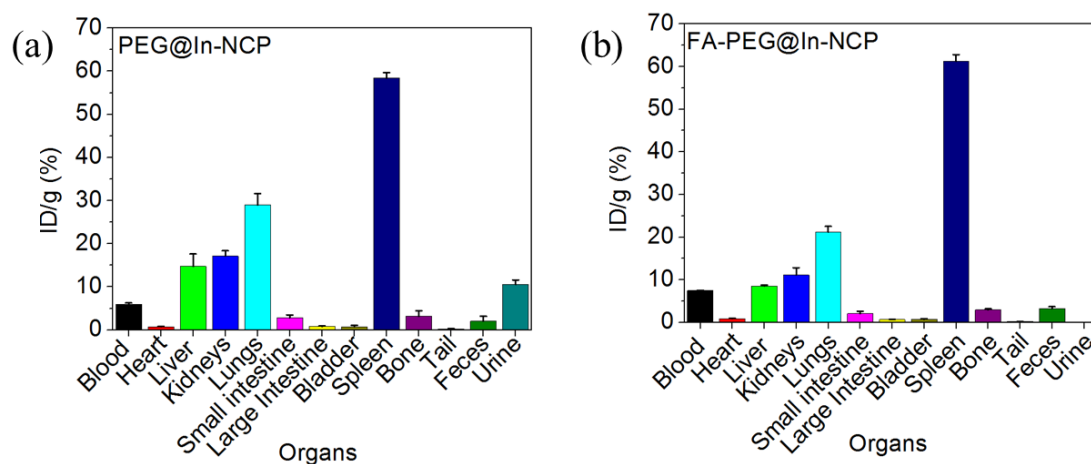 (a)
PEG@In-NCP
ID/g (%)
70
60
50
40
30
20
10
0
Blood
Heart
Liver
Kidneys
Lungs
Small intestine
Large Intestine
Bladder
Spleen
Bone
Tail
Feces
Urine
Organs
(b)
FA-PEG@In-NCP
ID/g (%)
70
60
50
40
30
20
10
0
Blood
Heart
Liver
Kidneys
Lungs
Small intestine
Large Intestine
Bladder
Spleen
Bone
Tail
Feces
Urine
Organs